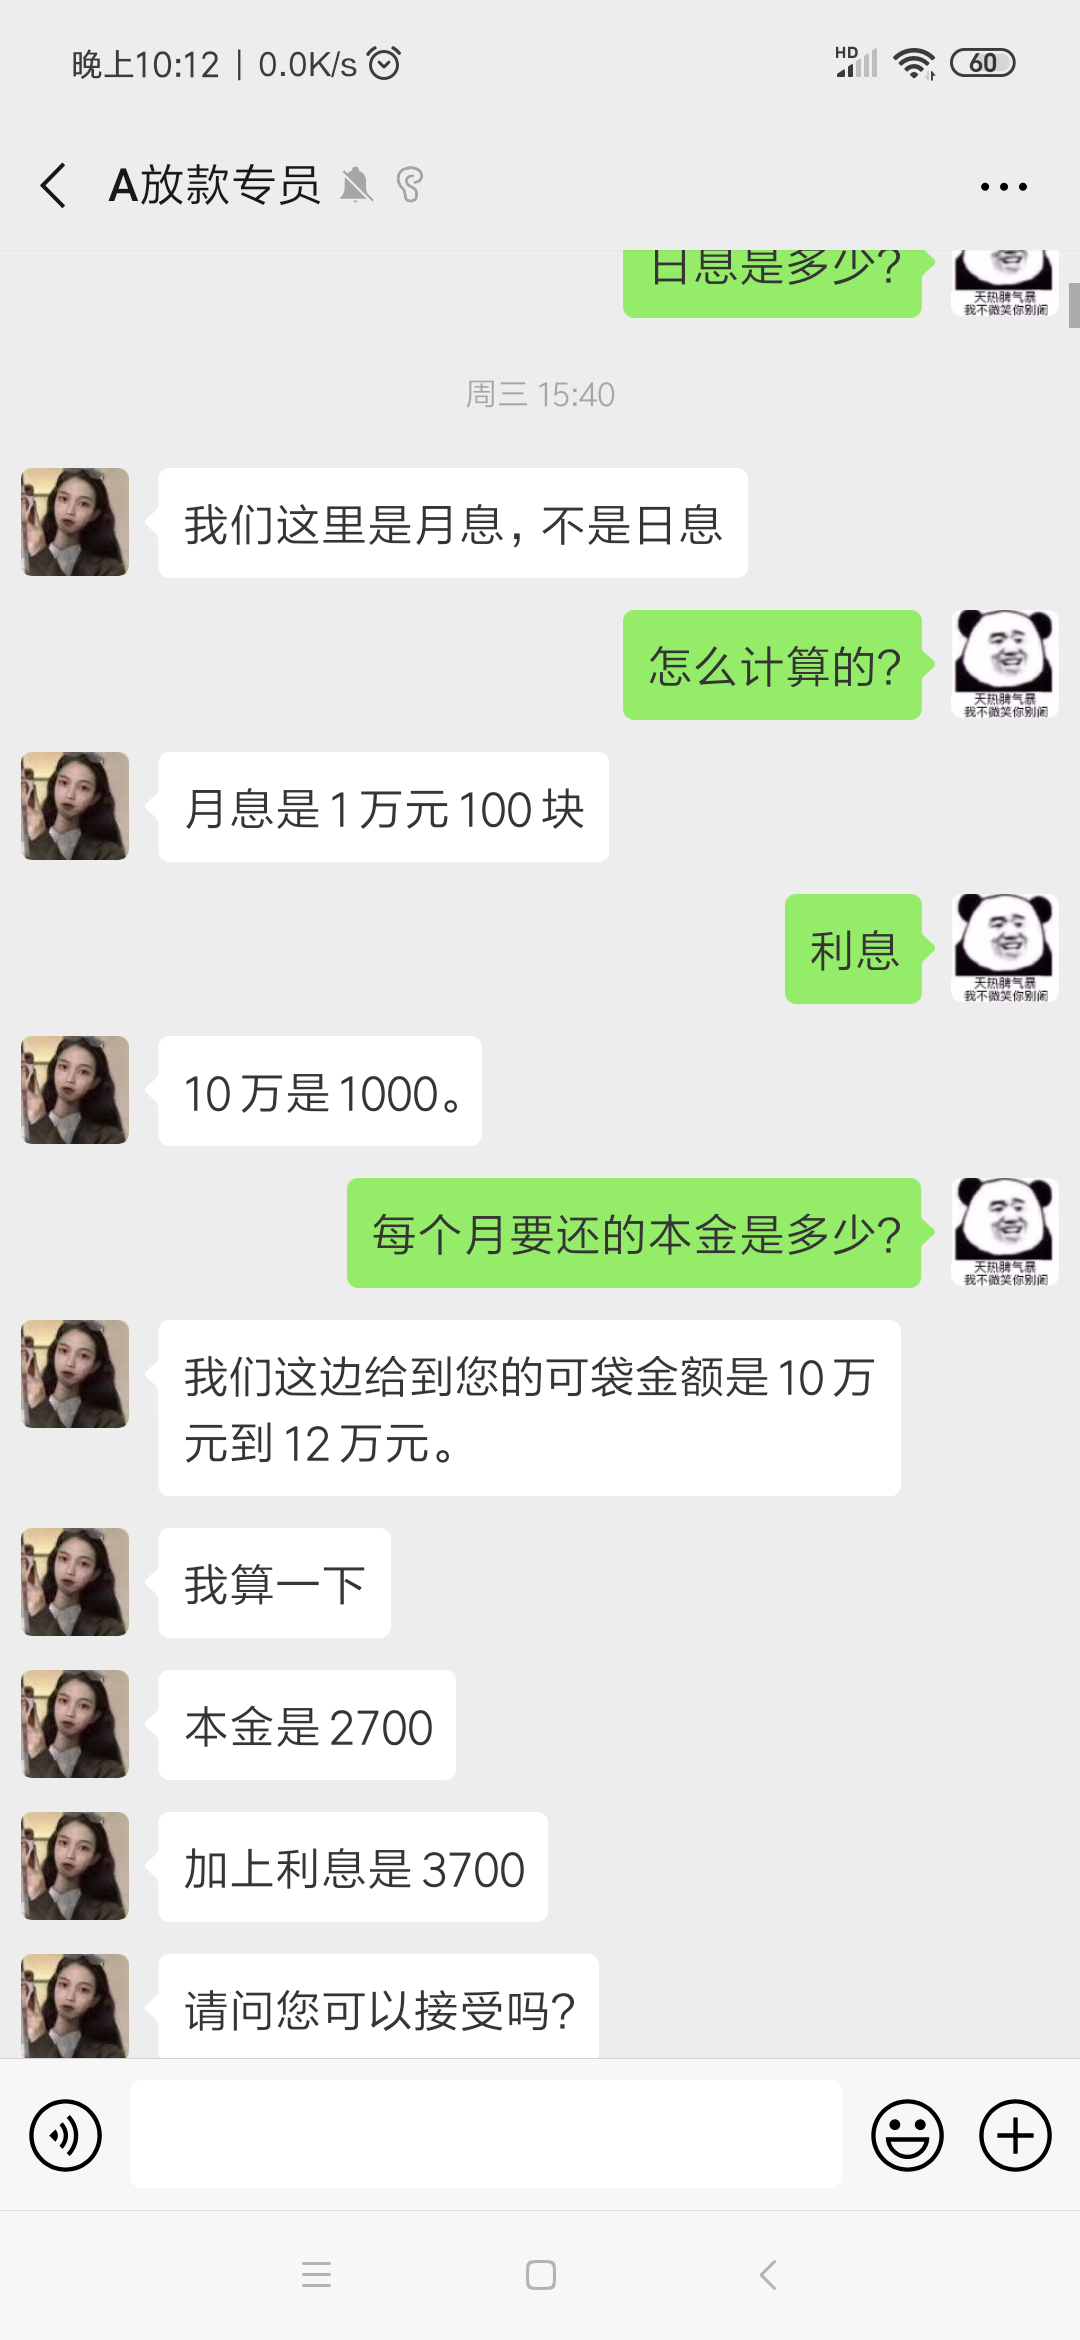 晚上10:12 | 0.0K/s
HD
60
A放款专员
日息是多少?
天热脾气暴
我不微笑你别闹
周三 15:40
我们这里是月息,不是日息
怎么计算的?
天热脾气暴
我不微笑你别闹
月息是1万元100块
利息
天热脾气暴
我不微笑你别闹
10万是1000。
每个月要还的本金是多少?
天热脾气暴
我不微笑你别闹
我们这边给到您的可袋金额是10万
元到12万元。
我算一下
本金是2700
加上利息是3700
请问您可以接受吗?